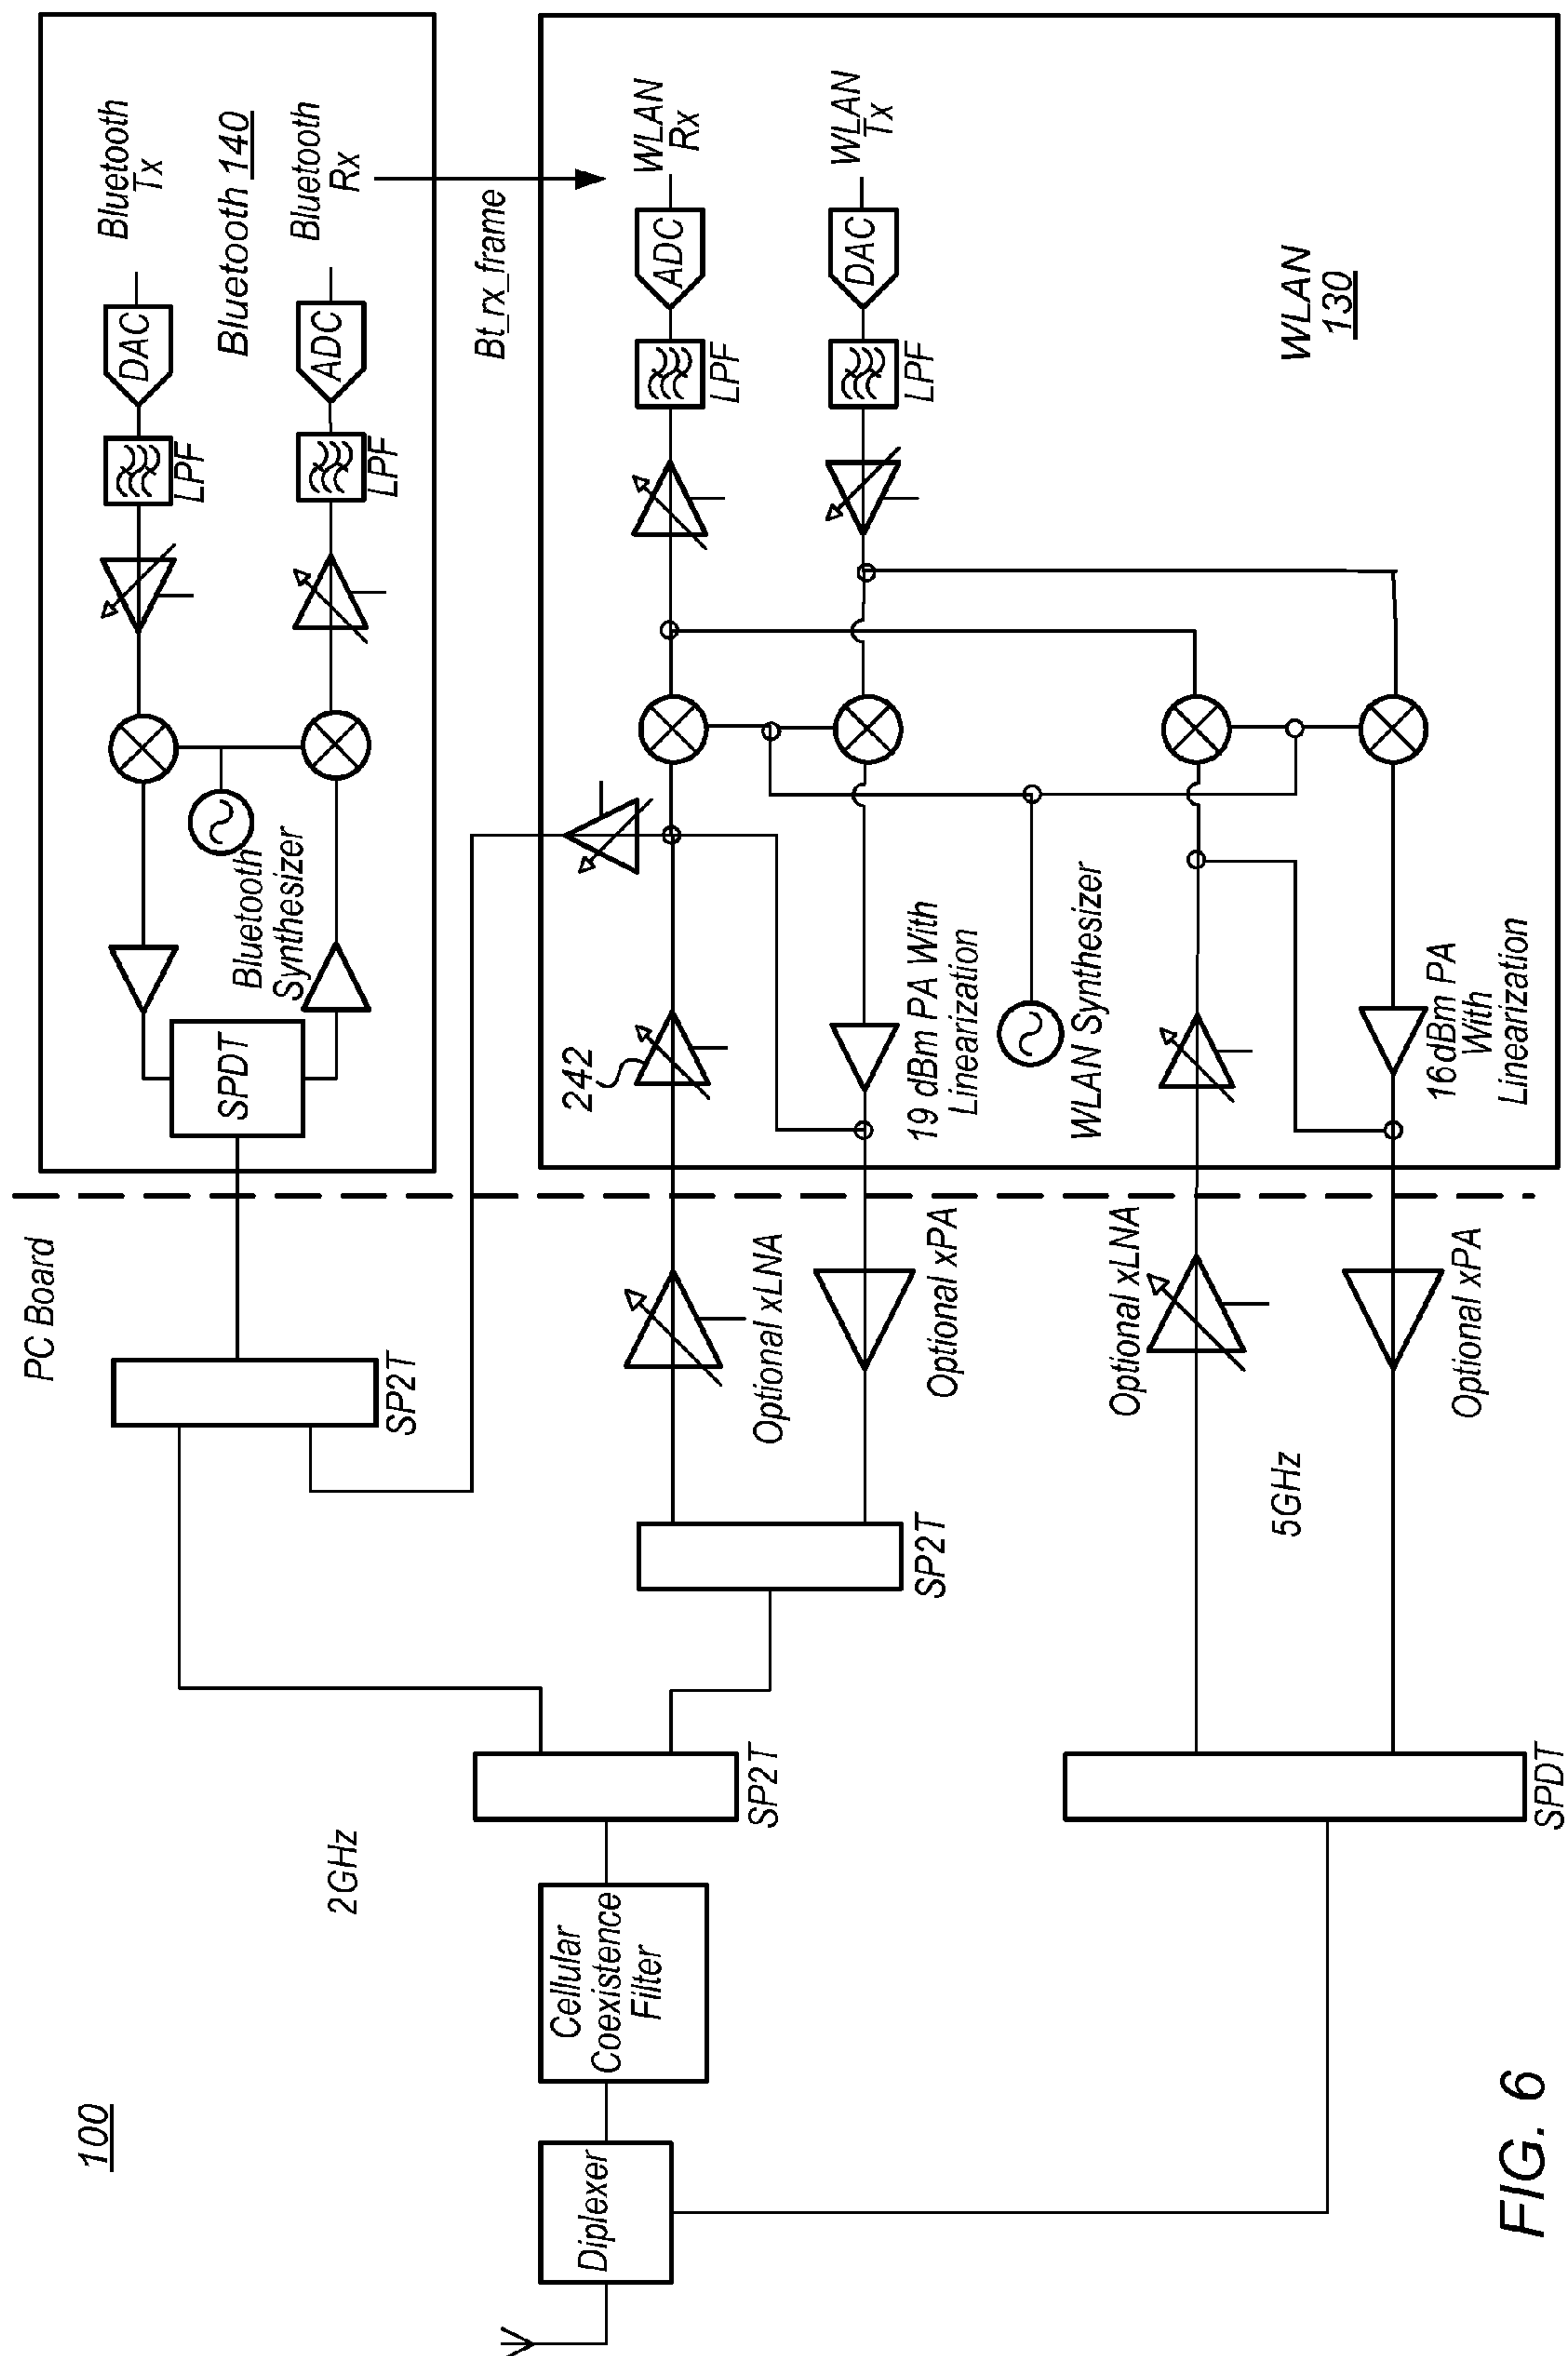 100
2GHz
PC Board
Diplexer
Cellular
Coexistence
Filter
SP2T
SP2T
SP2T
SPDT
5GHz
Optional xLNA
Optional xPA
Optional xLNA
Optional xPA
SPDT
Bluetooth
Synthesizer
LPF
DAC
Bluetooth
Tx
Bluetooth 140
LPF
ADC
Bluetooth
Rx
Bt_rx_frame
242
19 dBm PA With
Linearization
WLAN Synthesizer
16dBm PA
With
Linearization
LPF
ADC
WLAN
Rx
LPF
DAC
WLAN
Tx
WLAN
130
FIG. 6